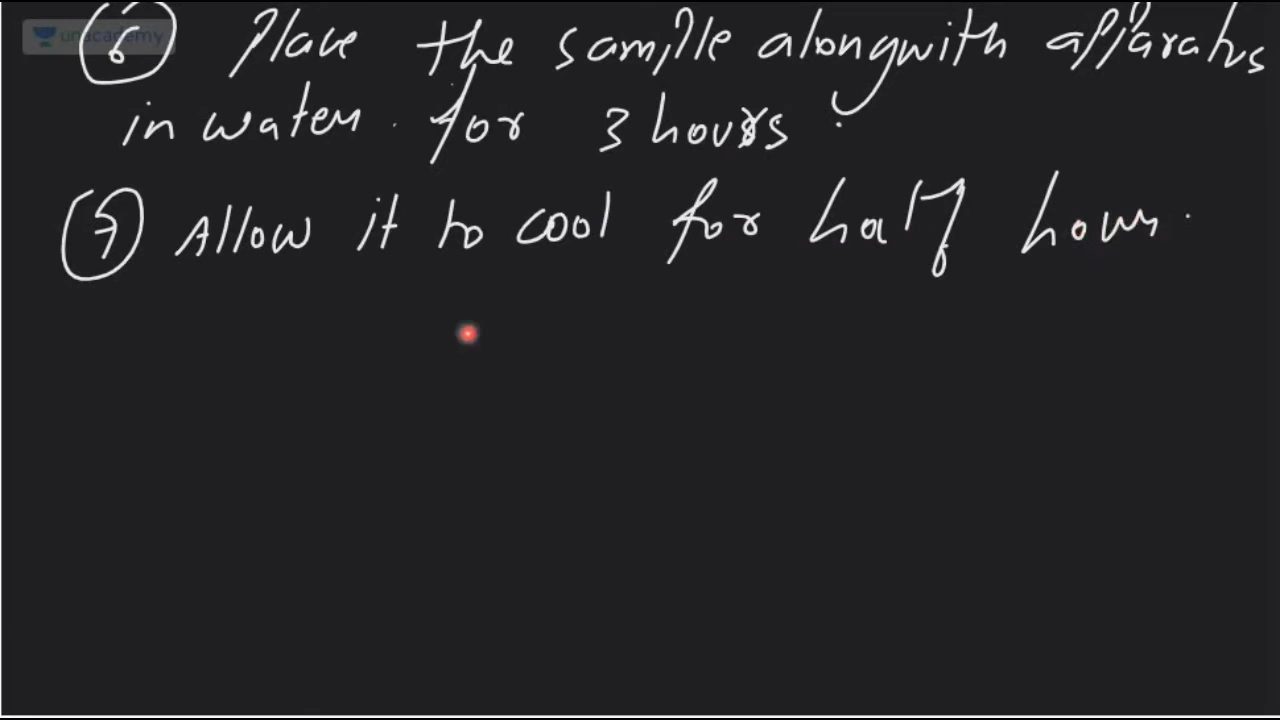 unacademy
⑥ Place the sample alongwith apparatus
in water for 3 hours.
⑦ Allow it to cool for half hour.